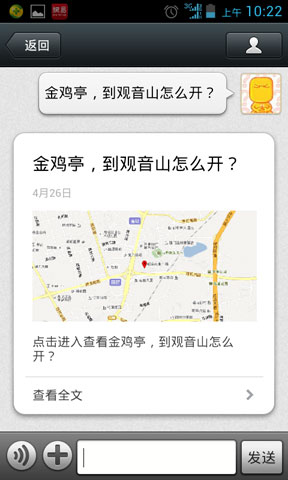 3G
上午 10:22
返回
金鸡亭，到观音山怎么开？
金鸡亭，到观音山怎么开？
4月26日
点击进入查看金鸡亭，到观音山怎么
开？
查看全文
发送